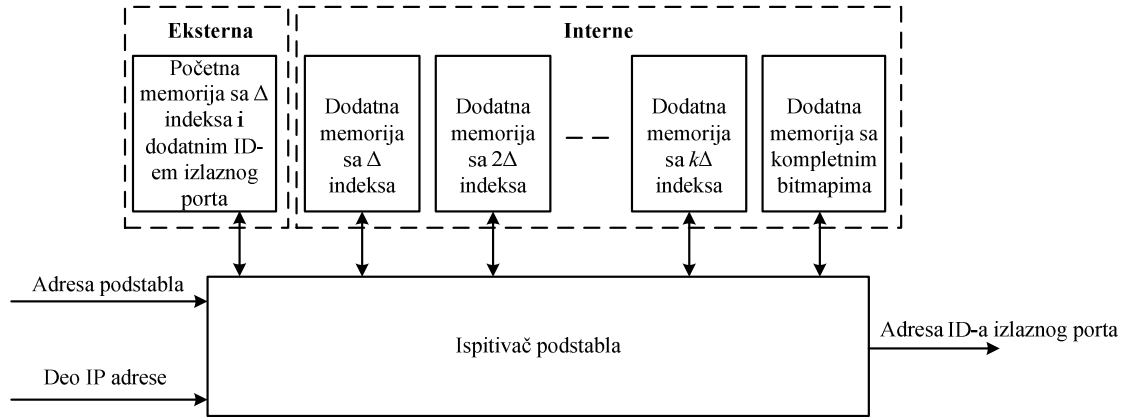 Eksterna
Interne
Početna
memorija sa Δ
indeksa i
dodatnim ID-
em izlaznog
porta
Dodatna
memorija
sa Δ
indeksa
Dodatna
memorija
sa 2Δ
indeksa
Dodatna
memorija
sa kΔ
indeksa
Dodatna
memorija sa
kompletnim
bitmapima
Adresa podstabla
Deo IP adrese
Ispitivač podstabla
Adresa ID-a izlaznog porta